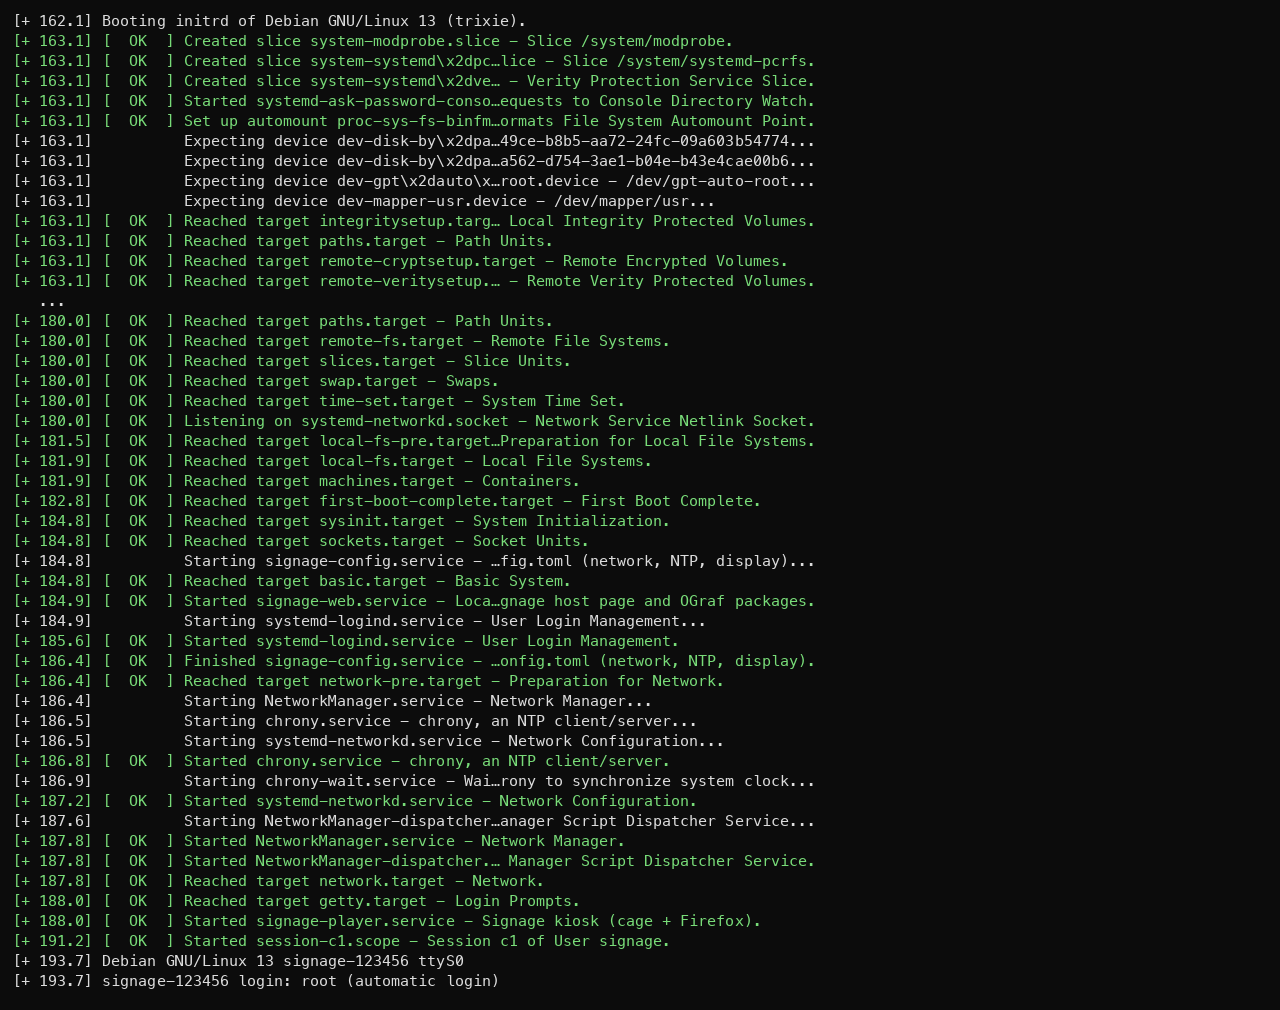 [+ 162.1] Booting initrd of Debian GNU/Linux 13 (trixie).
[+ 163.1] [  OK  ] Created slice system-modprobe.slice - Slice /system/modprobe.
[+ 163.1] [  OK  ] Created slice system-systemd\x2dpc…lice - Slice /system/systemd-pcrfs.
[+ 163.1] [  OK  ] Created slice system-systemd\x2dve… - Verity Protection Service Slice.
[+ 163.1] [  OK  ] Started systemd-ask-password-conso…equests to Console Directory Watch.
[+ 163.1] [  OK  ] Set up automount proc-sys-fs-binfm…ormats File System Automount Point.
[+ 163.1]          Expecting device dev-disk-by\x2dpa…49ce-b8b5-aa72-24fc-09a603b54774...
[+ 163.1]          Expecting device dev-disk-by\x2dpa…a562-d754-3ae1-b04e-b43e4cae00b6...
[+ 163.1]          Expecting device dev-gpt\x2dauto\x…root.device - /dev/gpt-auto-root...
[+ 163.1]          Expecting device dev-mapper-usr.device - /dev/mapper/usr...
[+ 163.1] [  OK  ] Reached target integritysetup.targ… Local Integrity Protected Volumes.
[+ 163.1] [  OK  ] Reached target paths.target - Path Units.
[+ 163.1] [  OK  ] Reached target remote-cryptsetup.target - Remote Encrypted Volumes.
[+ 163.1] [  OK  ] Reached target remote-veritysetup.… - Remote Verity Protected Volumes.
   ...
[+ 180.0] [  OK  ] Reached target paths.target - Path Units.
[+ 180.0] [  OK  ] Reached target remote-fs.target - Remote File Systems.
[+ 180.0] [  OK  ] Reached target slices.target - Slice Units.
[+ 180.0] [  OK  ] Reached target swap.target - Swaps.
[+ 180.0] [  OK  ] Reached target time-set.target - System Time Set.
[+ 180.0] [  OK  ] Listening on systemd-networkd.socket - Network Service Netlink Socket.
[+ 181.5] [  OK  ] Reached target local-fs-pre.target…Preparation for Local File Systems.
[+ 181.9] [  OK  ] Reached target local-fs.target - Local File Systems.
[+ 181.9] [  OK  ] Reached target machines.target - Containers.
[+ 182.8] [  OK  ] Reached target first-boot-complete.target - First Boot Complete.
[+ 184.8] [  OK  ] Reached target sysinit.target - System Initialization.
[+ 184.8] [  OK  ] Reached target sockets.target - Socket Units.
[+ 184.8]          Starting signage-config.service - …fig.toml (network, NTP, display)...
[+ 184.8] [  OK  ] Reached target basic.target - Basic System.
[+ 184.9] [  OK  ] Started signage-web.service - Loca…gnage host page and OGraf packages.
[+ 184.9]          Starting systemd-logind.service - User Login Management...
[+ 185.6] [  OK  ] Started systemd-logind.service - User Login Management.
[+ 186.4] [  OK  ] Finished signage-config.service - …onfig.toml (network, NTP, display).
[+ 186.4] [  OK  ] Reached target network-pre.target - Preparation for Network.
[+ 186.4]          Starting NetworkManager.service - Network Manager...
[+ 186.5]          Starting chrony.service - chrony, an NTP client/server...
[+ 186.5]          Starting systemd-networkd.service - Network Configuration...
[+ 186.8] [  OK  ] Started chrony.service - chrony, an NTP client/server.
[+ 186.9]          Starting chrony-wait.service - Wai…rony to synchronize system clock...
[+ 187.2] [  OK  ] Started systemd-networkd.service - Network Configuration.
[+ 187.6]          Starting NetworkManager-dispatcher…anager Script Dispatcher Service...
[+ 187.8] [  OK  ] Started NetworkManager.service - Network Manager.
[+ 187.8] [  OK  ] Started NetworkManager-dispatcher.… Manager Script Dispatcher Service.
[+ 187.8] [  OK  ] Reached target network.target - Network.
[+ 188.0] [  OK  ] Reached target getty.target - Login Prompts.
[+ 188.0] [  OK  ] Started signage-player.service - Signage kiosk (cage + Firefox).
[+ 191.2] [  OK  ] Started session-c1.scope - Session c1 of User signage.
[+ 193.7] Debian GNU/Linux 13 signage-123456 ttyS0
[+ 193.7] signage-123456 login: root (automatic login)